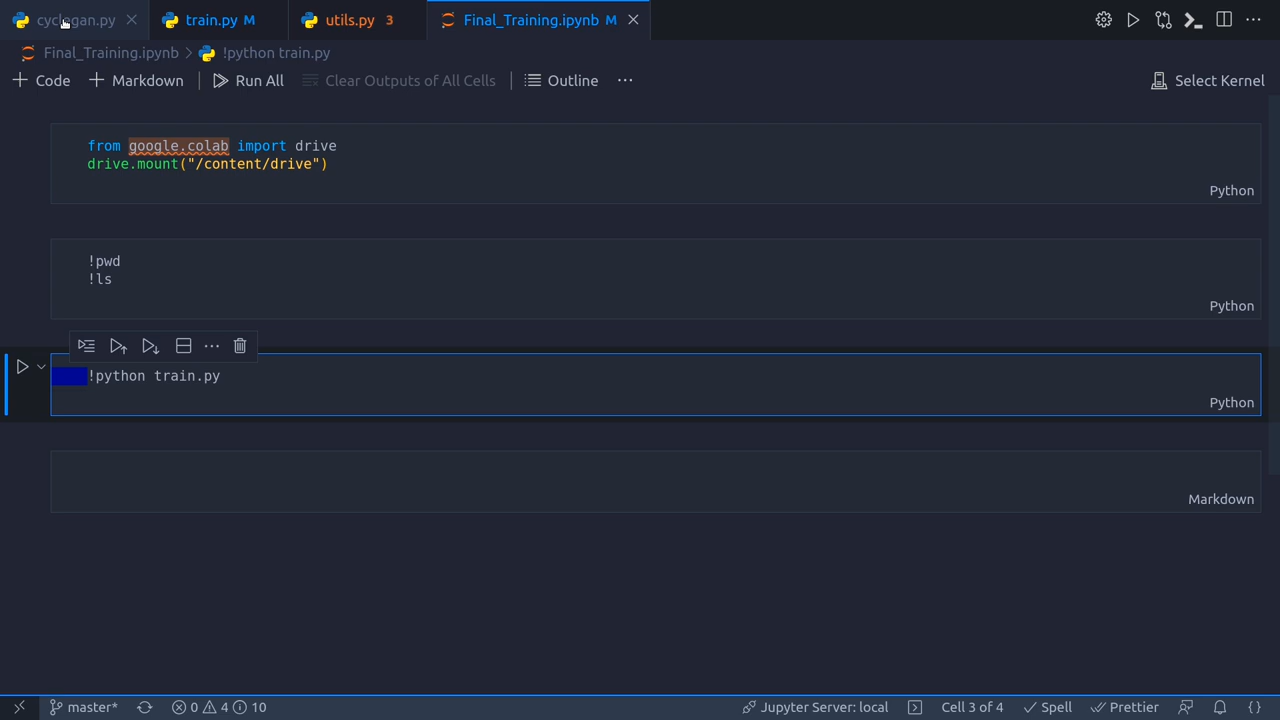 cyclegan.py train.py M utils.py 3 Final_Training.ipynb M
Final_Training.ipynb > !python train.py
Code Markdown Run All Clear Outputs of All Cells Outline ··· Select Kernel
from google.colab import drive
drive.mount("/content/drive")
Python
!pwd
!ls
Python
!python train.py
Python
Markdown
master* 0 4 10 Jupyter Server: local Cell 3 of 4 Spell Prettier {}